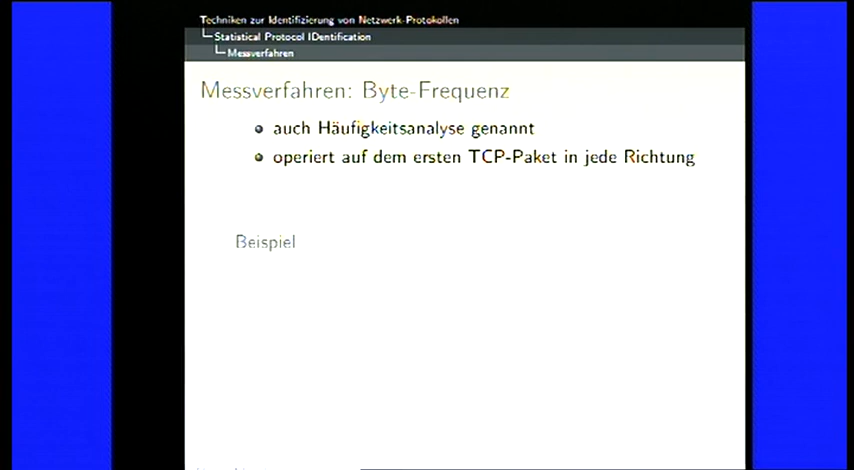 Techniken zur Identifizierung von Netzwerk-Protokollen
Statistical Protocol IDentification
Messverfahren
Messverfahren: Byte-Frequenz
auch Häufigkeitsanalyse genannt
operiert auf dem ersten TCP-Paket in jede Richtung
Beispiel